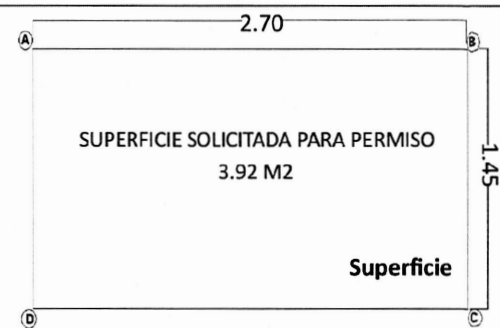 2.70
A
B
SUPERFICIE SOLICITADA PARA PERMISO
3.92 M2
1.45
Superficie
D
C